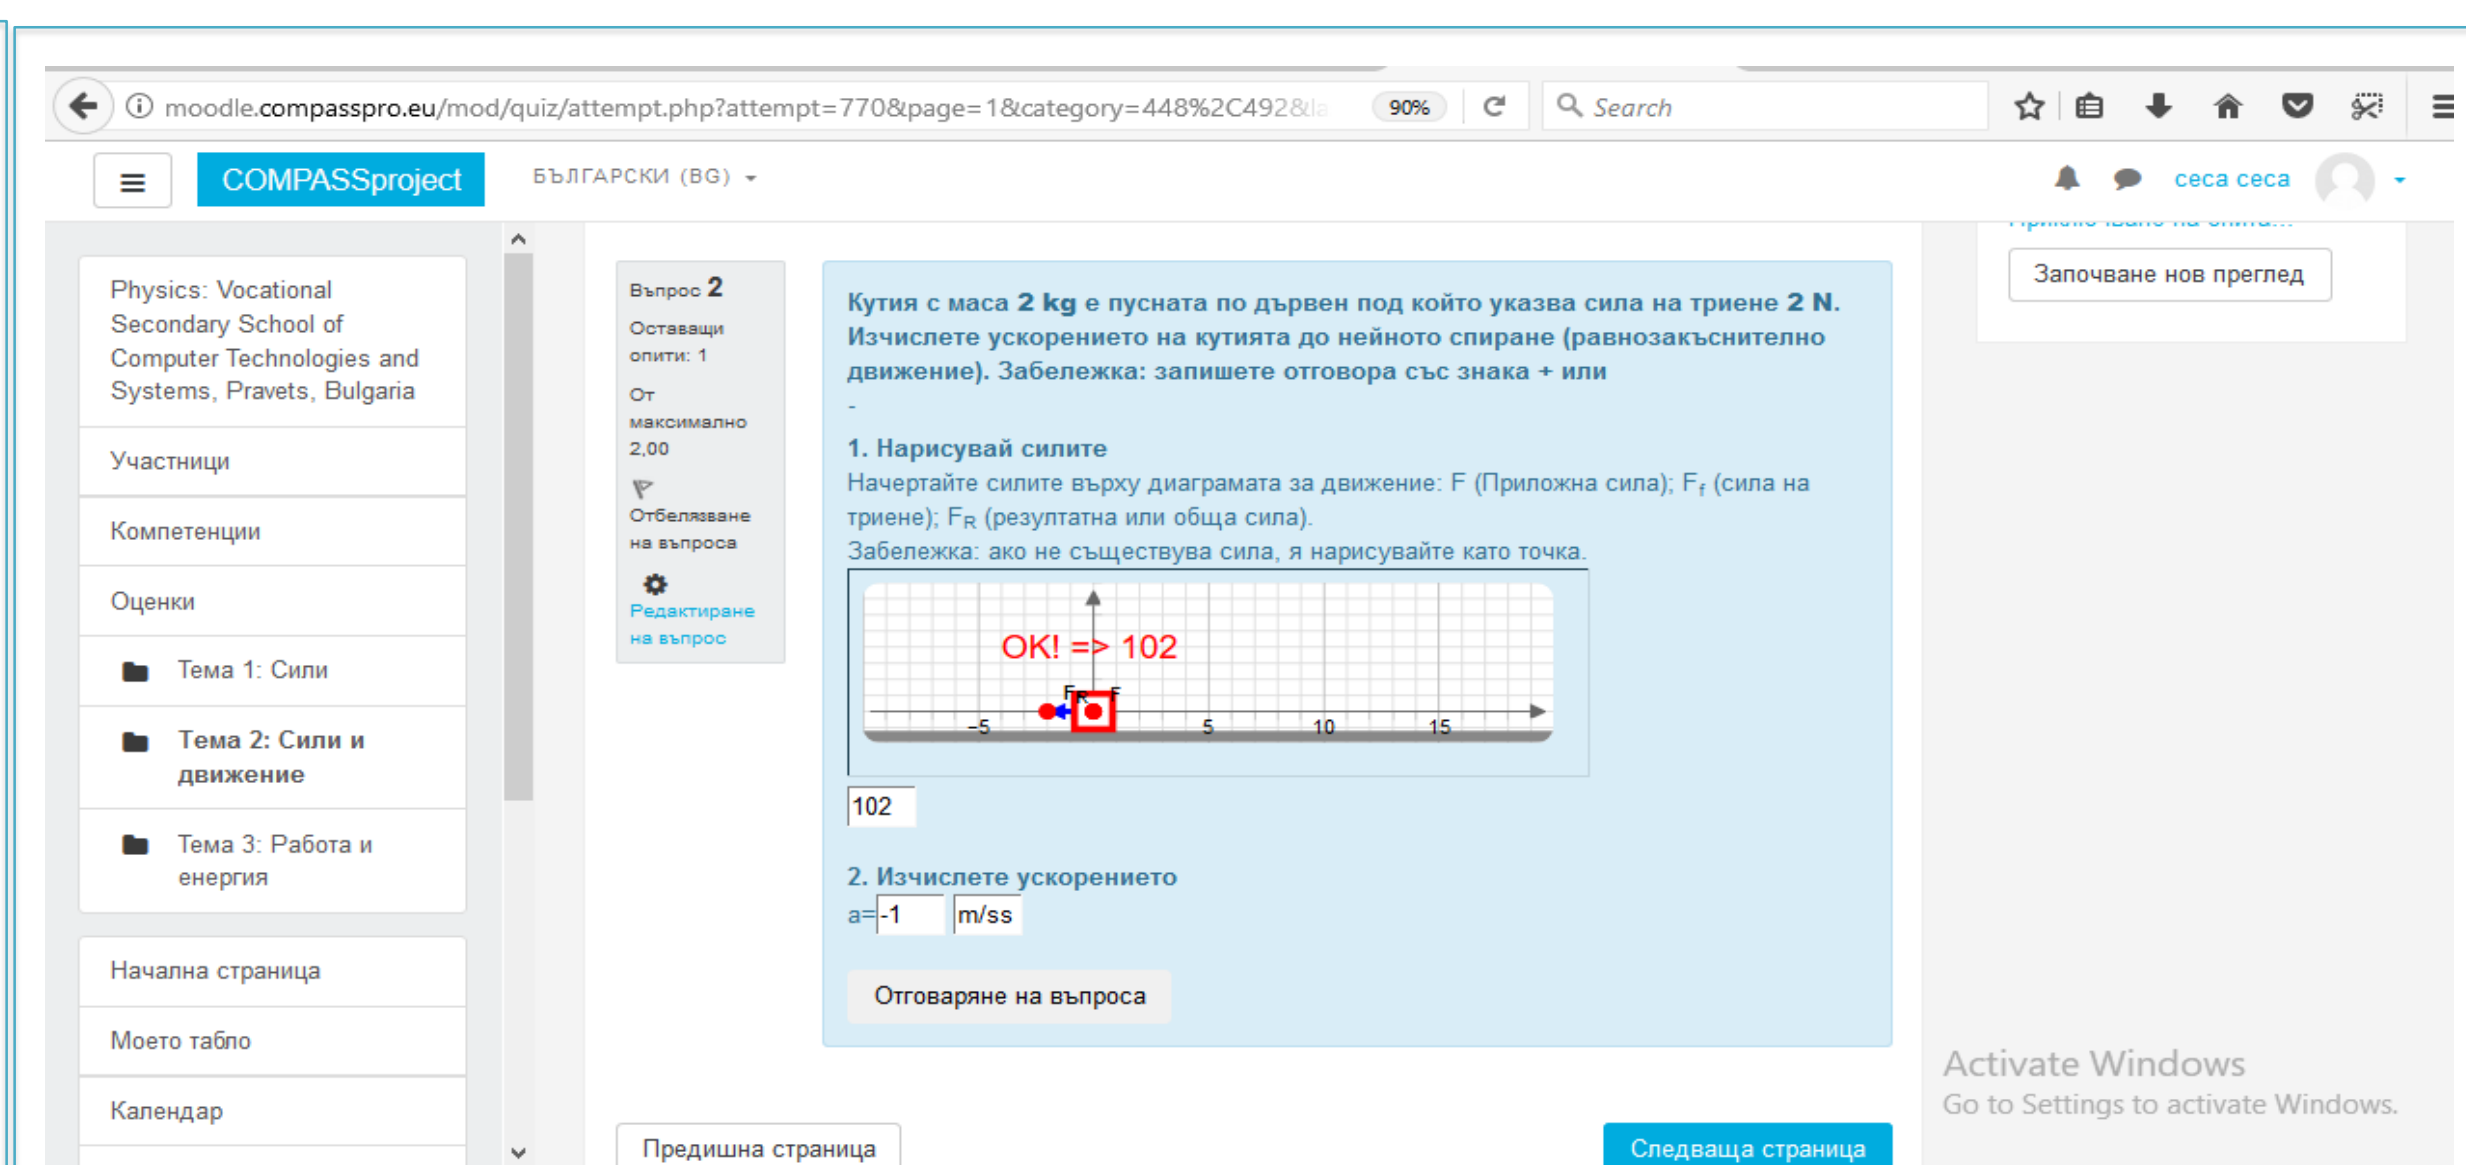 moodle.compasspro.eu/mod/quiz/attempt.php?attempt=770&page=1&category=448%2C492&la
90%
Search
COMPASSproject
БЪЛГАРСКИ (BG)
ceca ceca
Physics: Vocational
Secondary School of
Computer Technologies and
Systems, Pravets, Bulgaria
Участници
Компетенции
Оценки
Тема 1: Сили
Тема 2: Сили и
движение
Тема 3: Работа и
енергия
Начална страница
Моето табло
Календар
Въпрос 2
Оставащи
опити: 1
От
максимално
2,00
Отбелязване
на въпроса
Редактиране
на въпрос
Кутия с маса 2 kg е пусната по дървен под който указва сила на триене 2 N.
Изчислете ускорението на кутията до нейното спиране (равнозакъснително
движение). Забележка: запишете отговора със знака + или
-
1. Нарисувай силите
Начертайте силите върху диаграмата за движение: F (Приложна сила); Ff (сила на
триене); FR (резултатна или обща сила).
Забележка: ако не съществува сила, я нарисувайте като точка.
OK! => 102
FR F
-5 5 10 15
102
2. Изчислете ускорението
a= -1 m/ss
Отговаряне на въпроса
Предишна страница
Следваща страница
Приключване на опита...
Започване нов преглед
Activate Windows
Go to Settings to activate Windows.